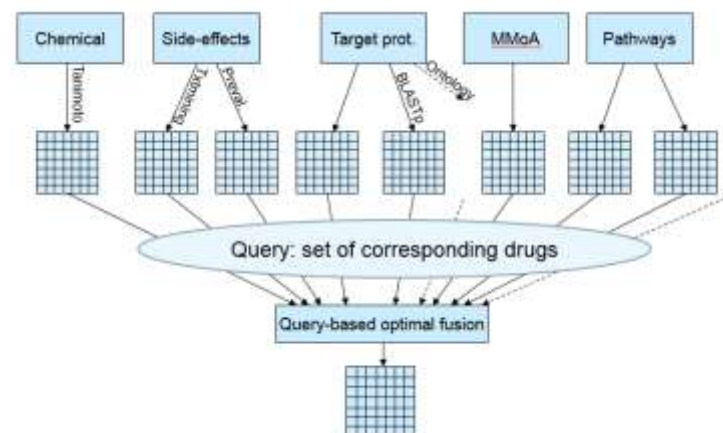 Chemical
Side-effects
Target prot.
MMoA
Pathways
Tanimoto
Txtmining
Preval.
BLASTp
Ontology
Query: set of corresponding drugs
Query-based optimal fusion